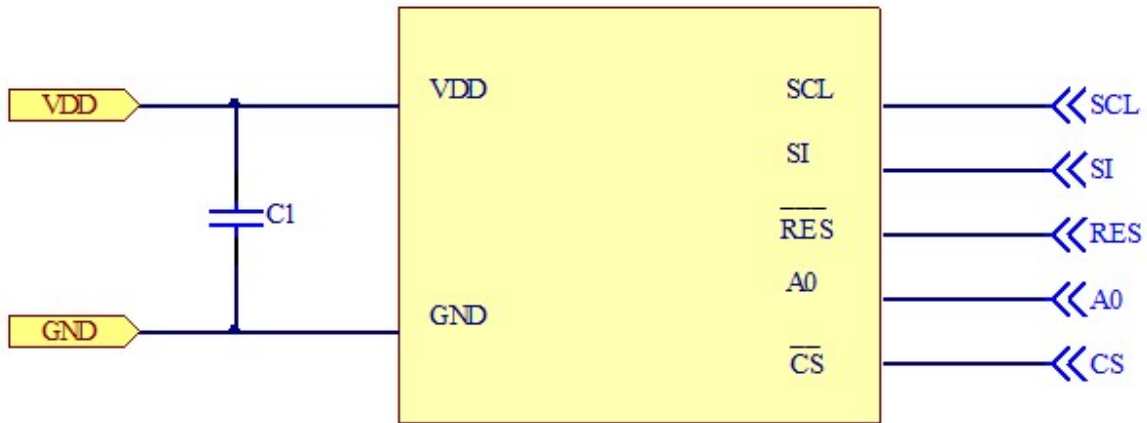 VDD
VDD
SCL
SCL
SI
SI
C1
RES
RES
A0
A0
GND
GND
CS
CS